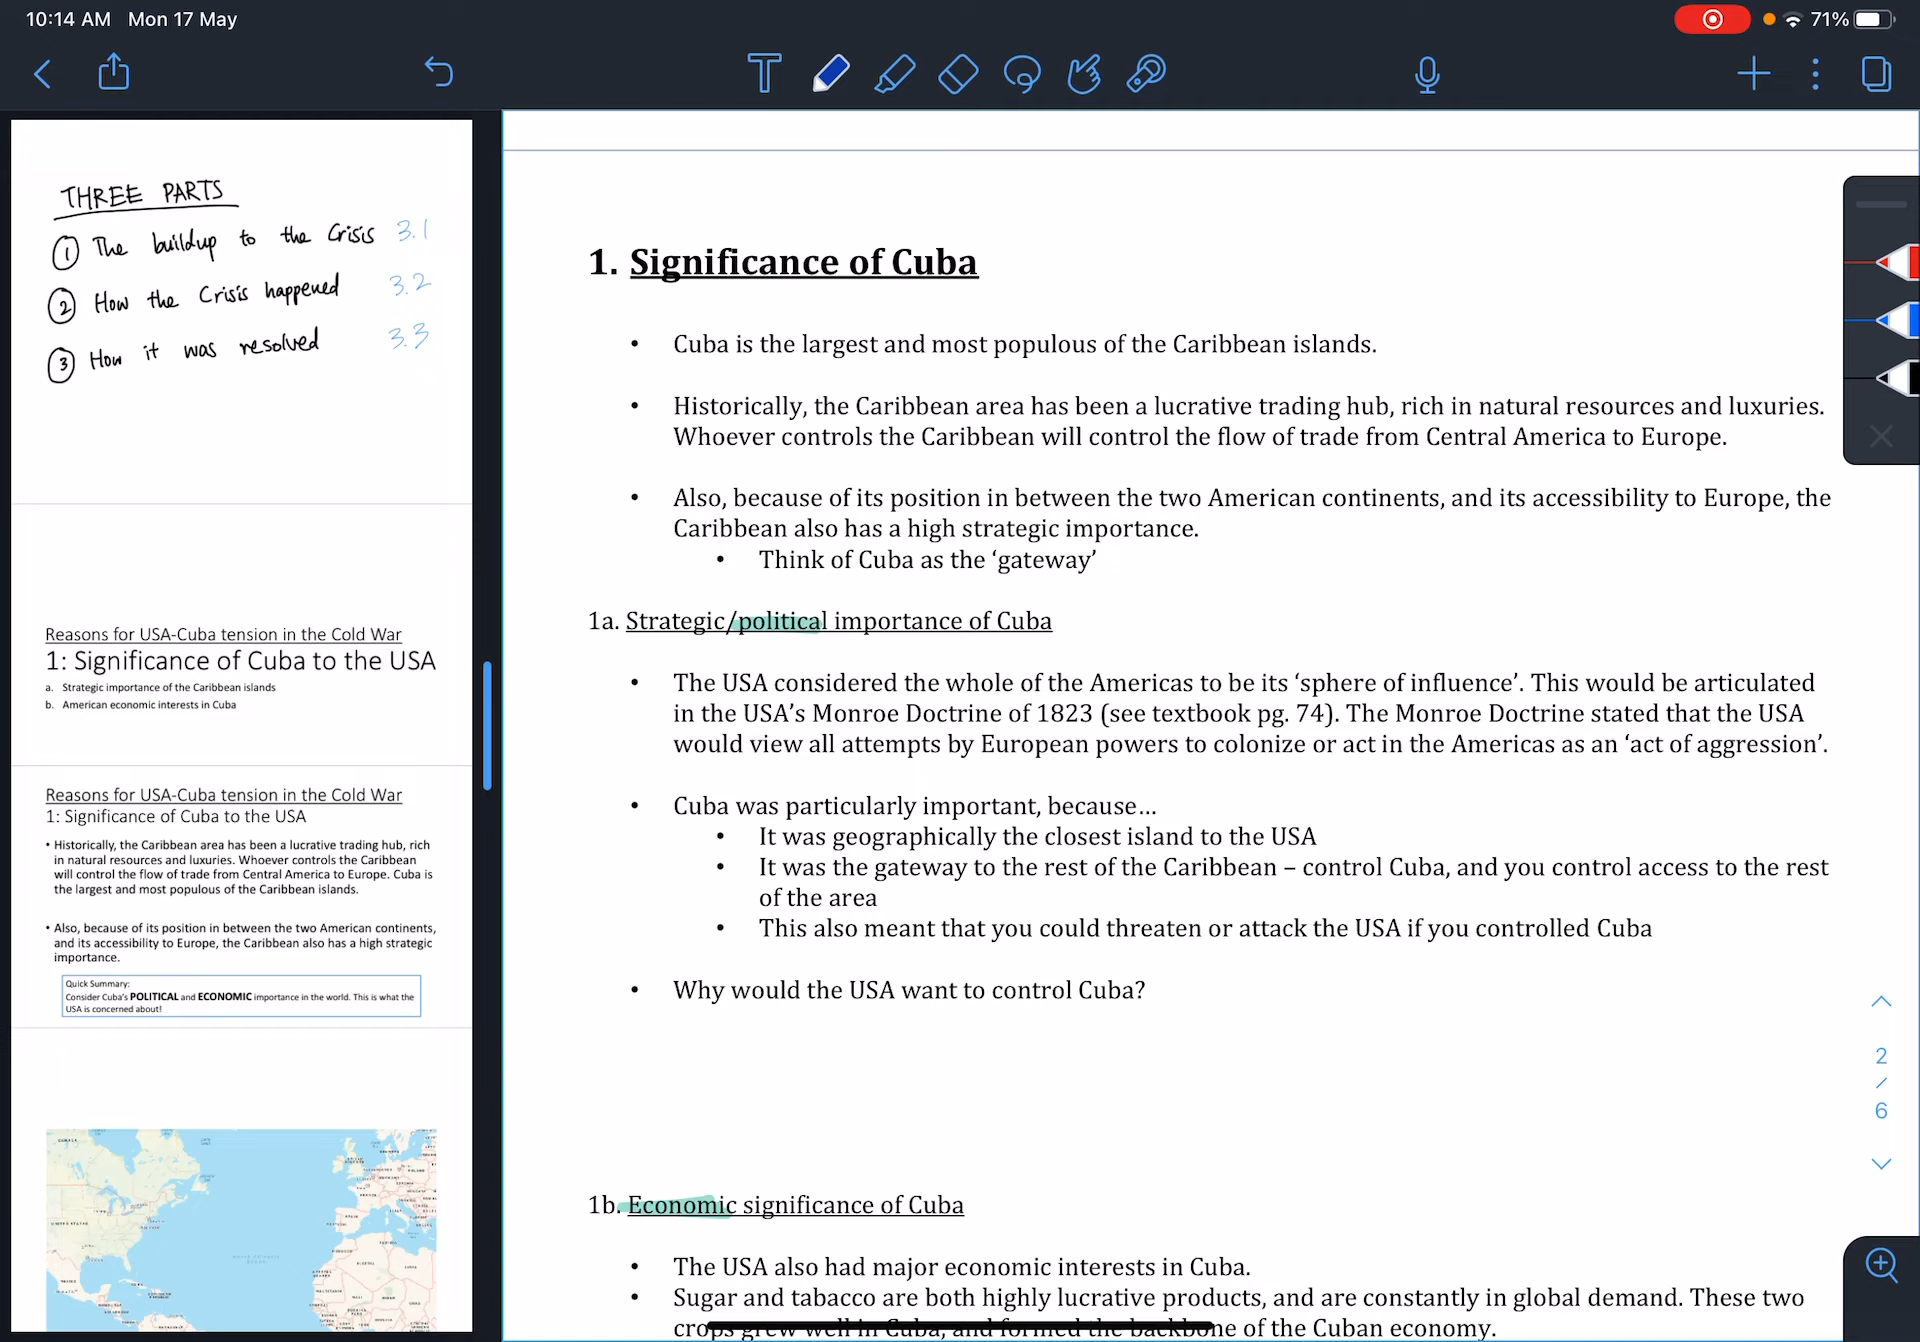 10:14 AM Mon 17 May
71%
THREE PARTS
1 The buildup to the Crisis 3.1
2 How the Crisis happened 3.2
3 How it was resolved 3.3
Reasons for USA-Cuba tension in the Cold War
1: Significance of Cuba to the USA
a. Strategic importance of the Caribbean islands
b. American economic interests in Cuba
Reasons for USA-Cuba tension in the Cold War
1: Significance of Cuba to the USA
• Historically, the Caribbean area has been a lucrative trading hub, rich
in natural resources and luxuries. Whoever controls the Caribbean
will control the flow of trade from Central America to Europe. Cuba is
the largest and most populous of the Caribbean islands.
• Also, because of its position in between the two American continents,
and its accessibility to Europe, the Caribbean also has a high strategic
importance.
Quick Summary:
Consider Cuba's POLITICAL and ECONOMIC importance in the world. This is what the
USA is concerned about!
1. Significance of Cuba
• Cuba is the largest and most populous of the Caribbean islands.
• Historically, the Caribbean area has been a lucrative trading hub, rich in natural resources and luxuries.
Whoever controls the Caribbean will control the flow of trade from Central America to Europe.
• Also, because of its position in between the two American continents, and its accessibility to Europe, the
Caribbean also has a high strategic importance.
• Think of Cuba as the ‘gateway’
1a. Strategic/political importance of Cuba
• The USA considered the whole of the Americas to be its ‘sphere of influence’. This would be articulated
in the USA’s Monroe Doctrine of 1823 (see textbook pg. 74). The Monroe Doctrine stated that the USA
would view all attempts by European powers to colonize or act in the Americas as an ‘act of aggression’.
• Cuba was particularly important, because…
• It was geographically the closest island to the USA
• It was the gateway to the rest of the Caribbean – control Cuba, and you control access to the rest
of the area
• This also meant that you could threaten or attack the USA if you controlled Cuba
• Why would the USA want to control Cuba?
1b. Economic significance of Cuba
• The USA also had major economic interests in Cuba.
• Sugar and tobacco are both highly lucrative products, and are constantly in global demand. These two
crops grew well in Cuba, and formed the backbone of the Cuban economy.
2
/
6